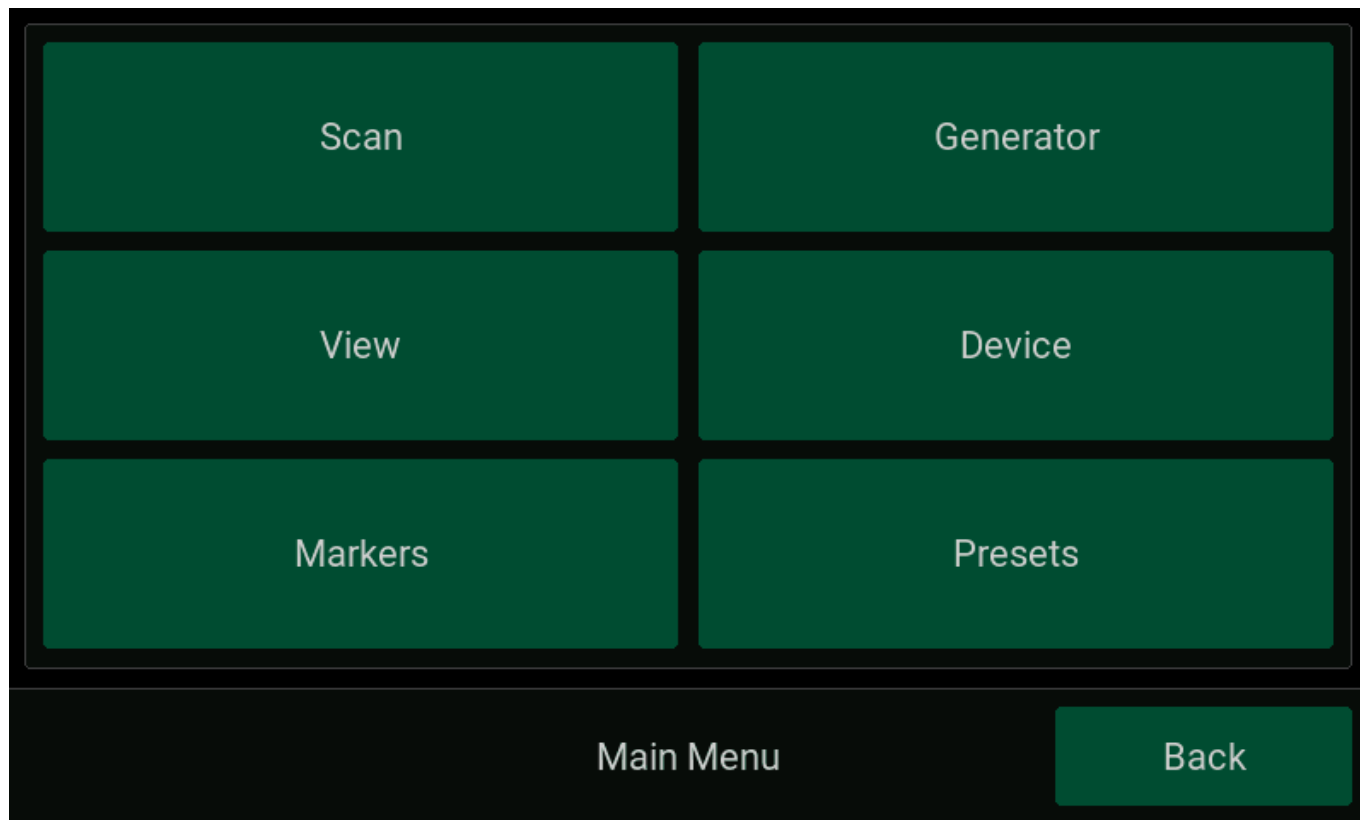 Scan
Generator
View
Device
Markers
Presets
Main Menu
Back